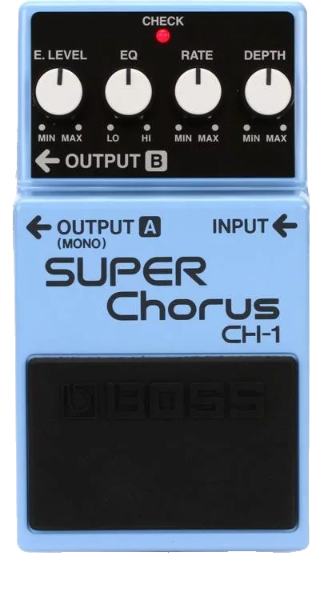 CHECK
E. LEVEL EQ RATE DEPTH
MIN MAX LO HI MIN MAX MIN MAX
OUTPUT B
OUTPUT A INPUT
(MONO)
SUPER
Chorus
CH-1
BOSS